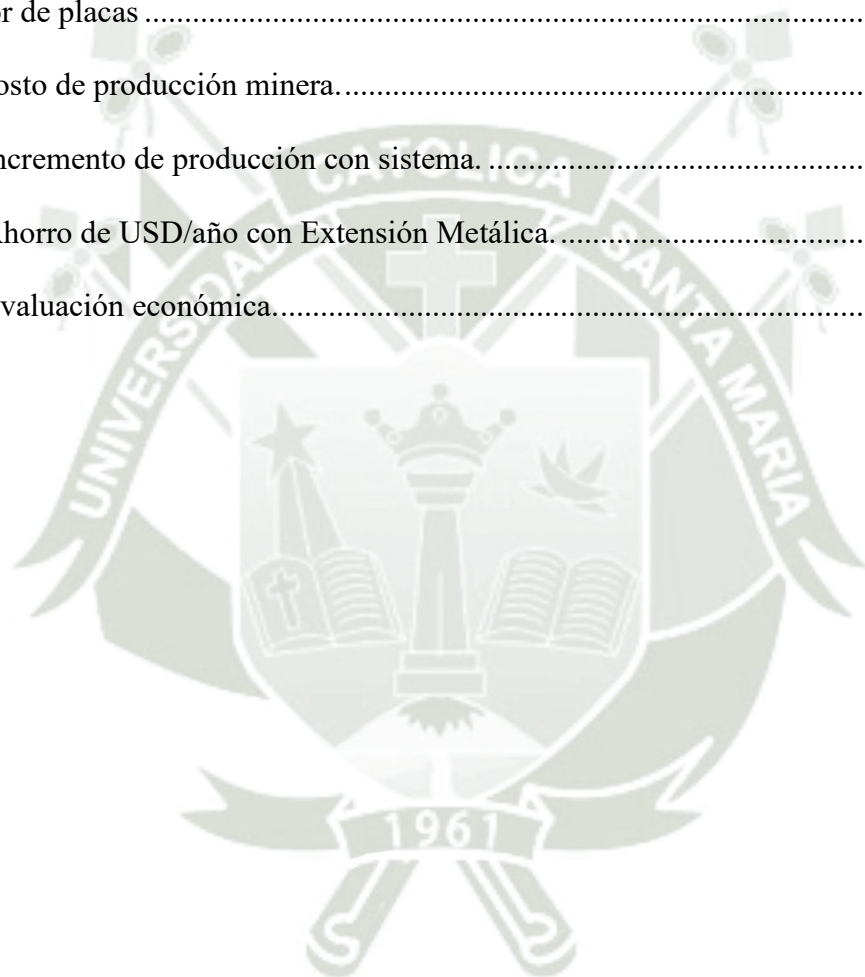 or de placas ................................................................
osto de producción minera. ................................................................
ncremento de producción con sistema. ................................................................
horro de USD/año con Extensión Metálica. ................................................................
valuación económica. ................................................................
UNIVERSIDAD CATOLICA SANTA MARIA
1961